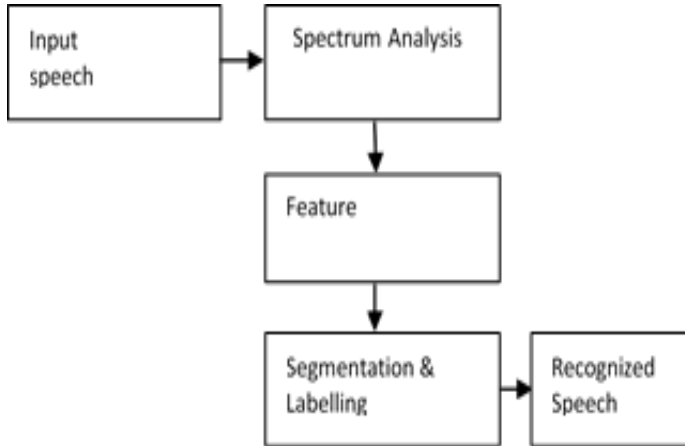 Input
speech
Spectrum Analysis
Feature
Segmentation &
Labelling
Recognized
Speech